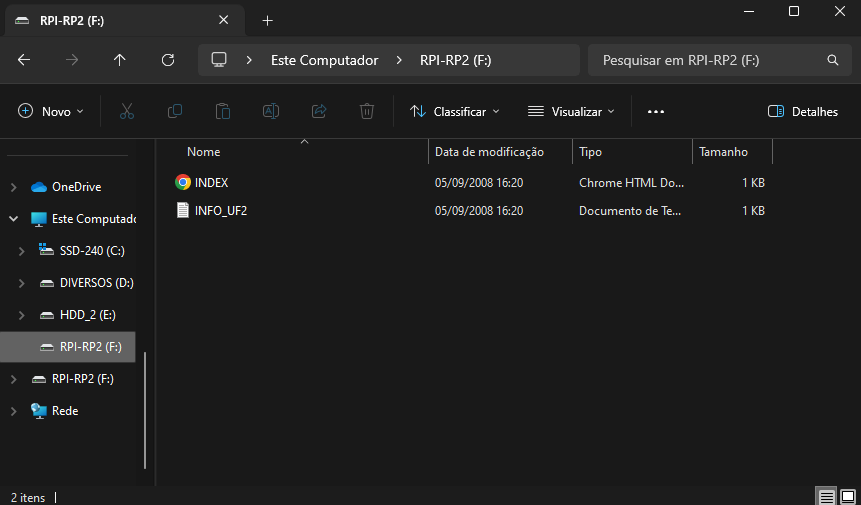 RPI-RP2 (F:)
Este Computador > RPI-RP2 (F:)
Pesquisar em RPI-RP2 (F:)
Novo
Classificar
Visualizar
Detalhes
Nome
Data de modificação
Tipo
Tamanho
INDEX
05/09/2008 16:20
Chrome HTML Do...
1 KB
INFO_UF2
05/09/2008 16:20
Documento de Te...
1 KB
OneDrive
Este Computado
SSD-240 (C:)
DIVERSOS (D:)
HDD_2 (E:)
RPI-RP2 (F:)
RPI-RP2 (F:)
Rede
2 itens